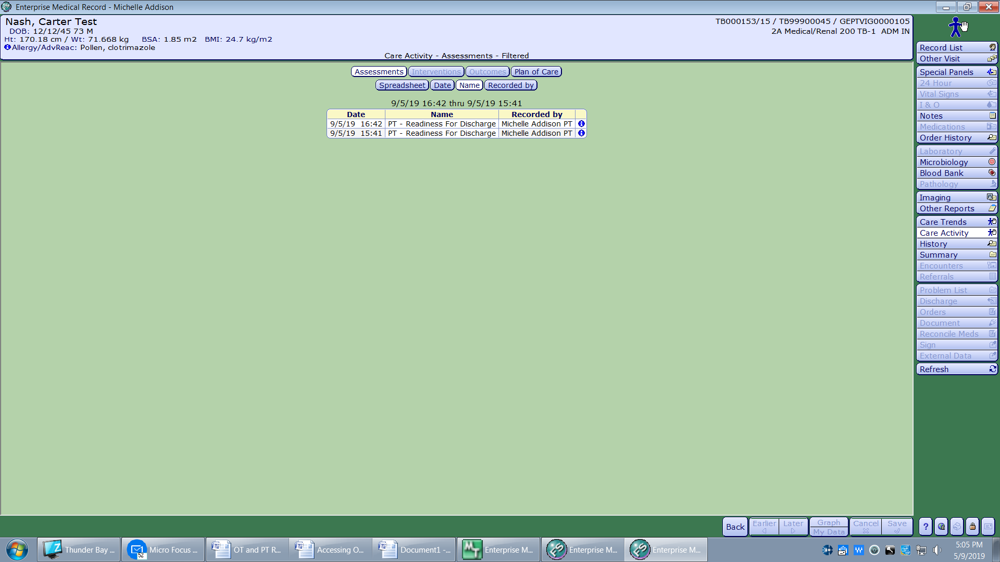 Enterprise Medical Record - Michelle Addison
Nash, Carter Test
DOB: 12/12/45 73 M
Ht: 170.18 cm / Wt: 71.668 kg BSA: 1.85 m2 BMI: 24.7 kg/m2
Allergy/AdvReac: Pollen, clotrimazole
TB000153/15 / TB99900045 / GEPTVIG0000105
2A Medical/Renal 200 TB-1 ADM IN
Care Activity - Assessments - Filtered
Assessments Interventions Outcomes Plan of Care
Spreadsheet Date Name Recorded by
9/5/19 16:42 thru 9/5/19 15:41
Date Name Recorded by
9/5/19 16:42 PT - Readiness For Discharge Michelle Addison PT
9/5/19 15:41 PT - Readiness For Discharge Michelle Addison PT
Record List
Other Visit
Special Panels
24 Hour
Vital Signs
I & O
Notes
Medications
Order History
Laboratory
Microbiology
Blood Bank
Pathology
Imaging
Other Reports
Care Trends
Care Activity
History
Summary
Encounters
Referrals
Problem List
Discharge
Orders
Document
Reconcile Meds
Sign
External Data
Refresh
Back Earlier Later Graph My Data Cancel Save ?
Thunder Bay ... Micro Focus ... 52 OT and PT R... Accessing O... Document1 -... Enterprise M... Enterprise M... Enterprise M...
5:05 PM
5/9/2019